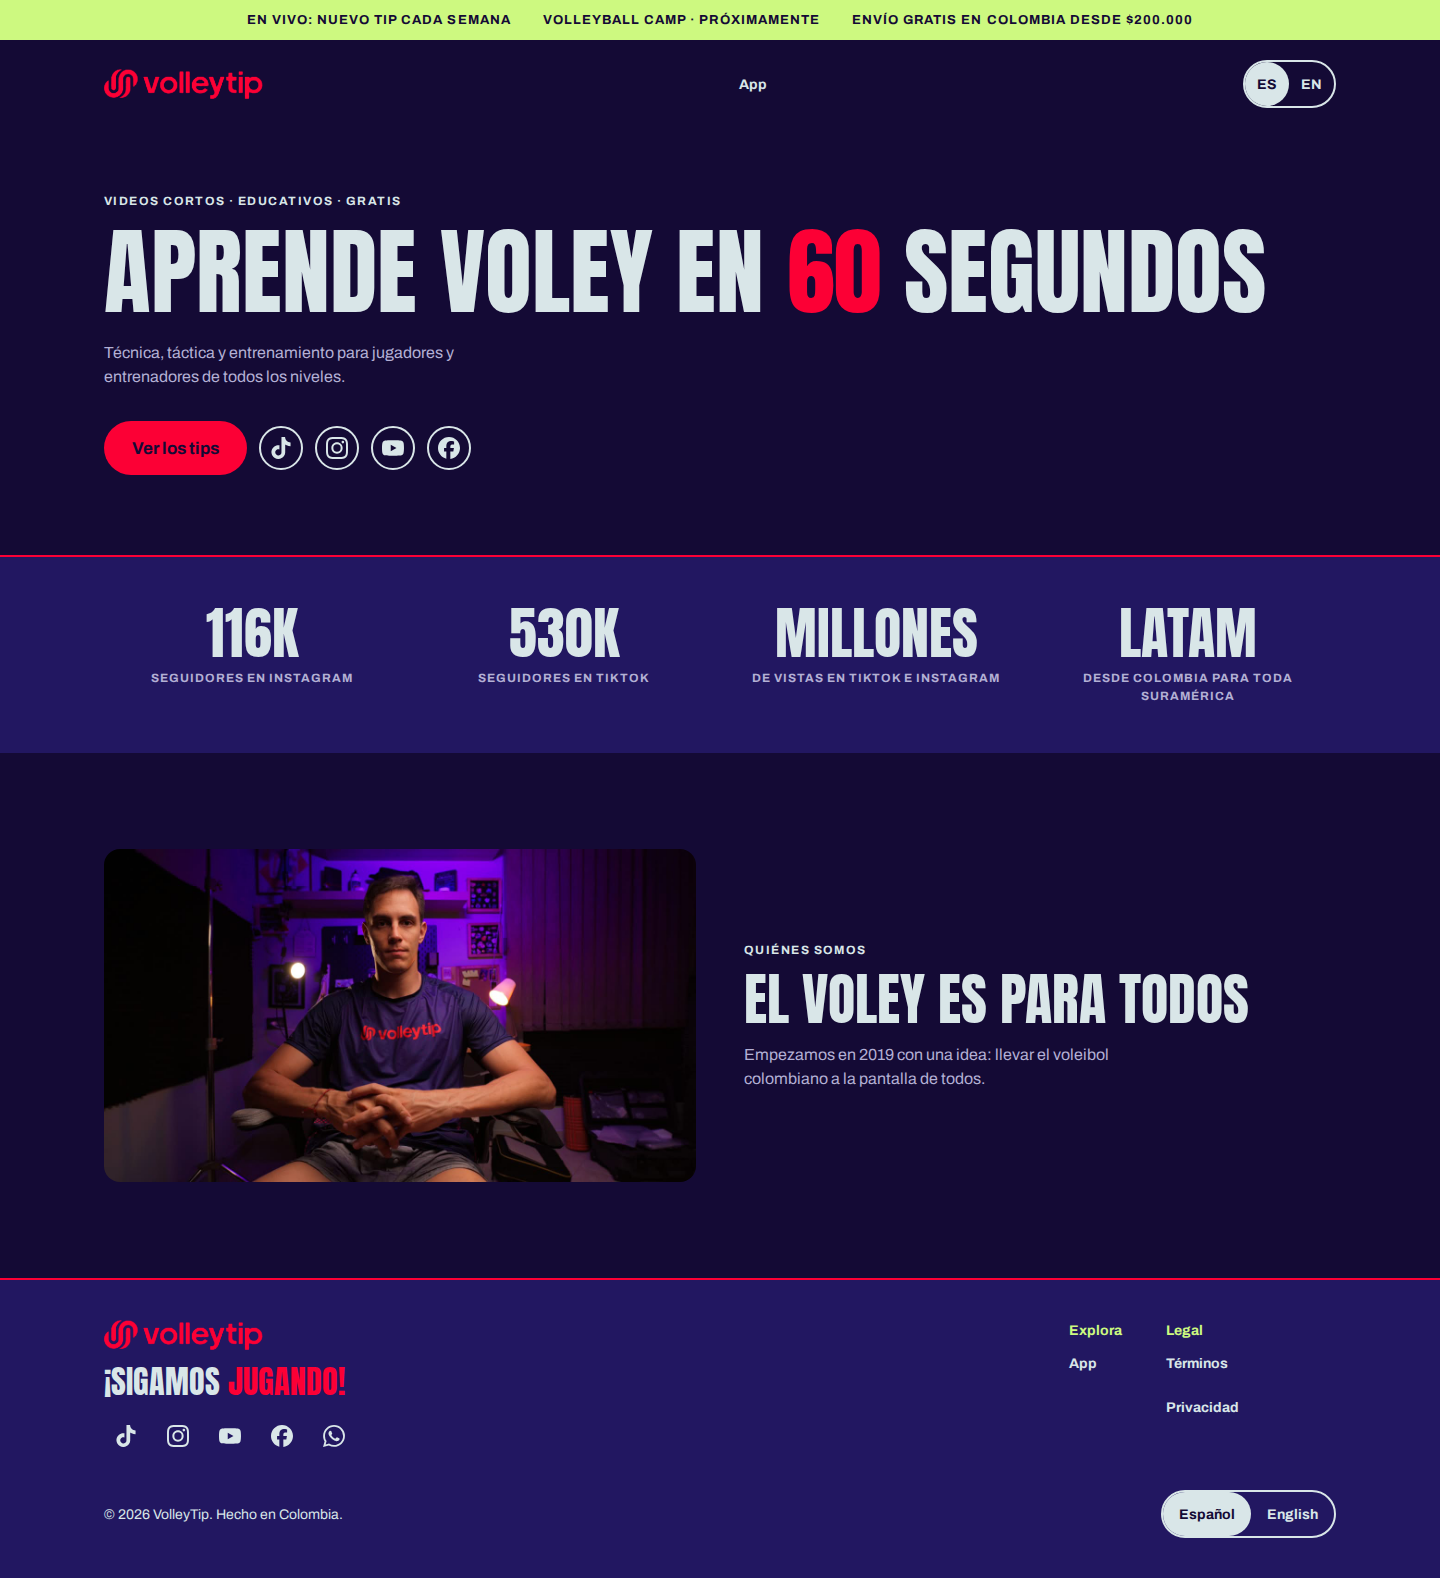 EN VIVO: NUEVO TIP CADA SEMANA VOLLEYBALL CAMP · PRÓXIMAMENTE ENVÍO GRATIS EN COLOMBIA DESDE $200.000
volleytip App ES EN
VIDEOS CORTOS · EDUCATIVOS · GRATIS
APRENDE VOLEY EN 60 SEGUNDOS
Técnica, táctica y entrenamiento para jugadores y
entrenadores de todos los niveles.
Ver los tips
116K 530K MILLONES LATAM
SEGUIDORES EN INSTAGRAM SEGUIDORES EN TIKTOK DE VISTAS EN TIKTOK E INSTAGRAM DESDE COLOMBIA PARA TODA
SURAMÉRICA
volleytip
QUIÉNES SOMOS
EL VOLEY ES PARA TODOS
Empezamos en 2019 con una idea: llevar el voleibol
colombiano a la pantalla de todos.
volleytip
¡SIGAMOS JUGANDO!
Explora
App
Legal
Términos
Privacidad
© 2026 VolleyTip. Hecho en Colombia.
Español English